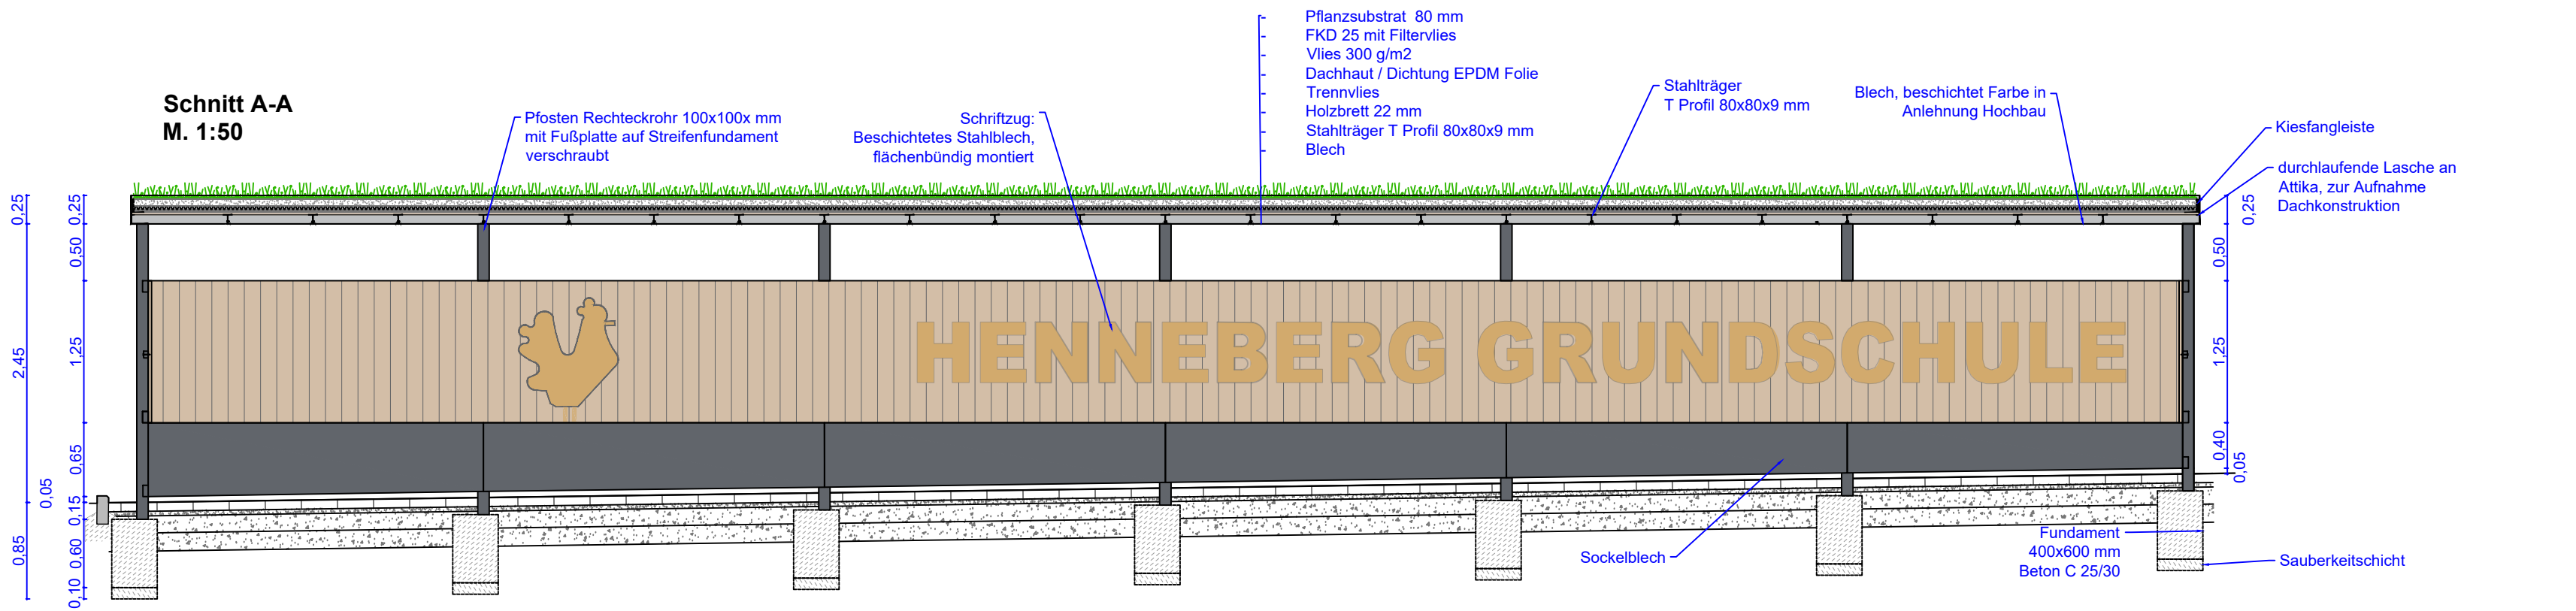 Schnitt A-A
M. 1:50
Pfosten Rechteckrohr 100x100x mm
mit Fußplatte auf Streifenfundament
verschraubt
Schriftzug:
Beschichtetes Stahlblech,
flächenbündig montiert
Pflanzsubstrat 80 mm
FKD 25 mit Filtervlies
Vlies 300 g/m2
Dachhaut / Dichtung EPDM Folie
Trennvlies
Holzbrett 22 mm
Stahlträger T Profil 80x80x9 mm
Blech
Stahlträger
T Profil 80x80x9 mm
Blech, beschichtet Farbe in
Anlehnung Hochbau
Kiesfangleiste
durchlaufende Lasche an
Attika, zur Aufnahme
Dachkonstruktion
0,25
2,45
0,05
0,85
0,25
0,50
1,25
0,65
0,15
0,60
0,10
HENNEBERG GRUNDSCHULE
0,25
0,50
1,25
0,40
0,05
Sockelblech
Fundament
400x600 mm
Beton C 25/30
Sauberkeitschicht